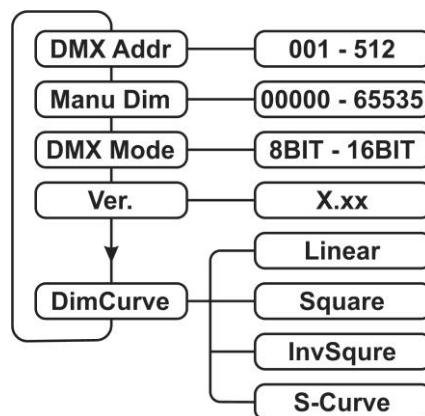 DMX Addr 001 - 512
Manu Dim 00000 - 65535
DMX Mode 8BIT - 16BIT
Ver. X.xx
Linear
DimCurve Square
InvSqure
S-Curve